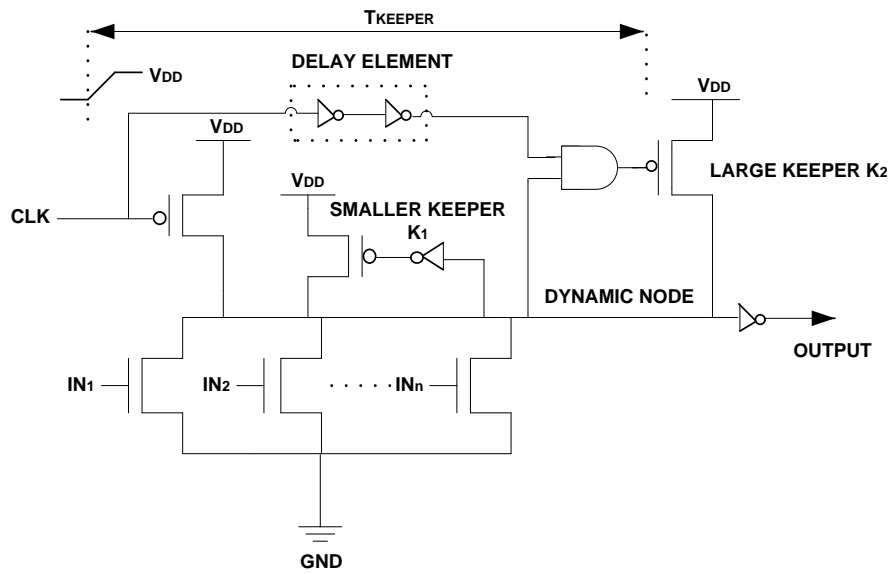 TKEEPER
DELAY ELEMENT
VDD
VDD
VDD
LARGE KEEPER K2
VDD
SMALLER KEEPER
K1
CLK
DYNAMIC NODE
OUTPUT
IN1
IN2
INn
GND